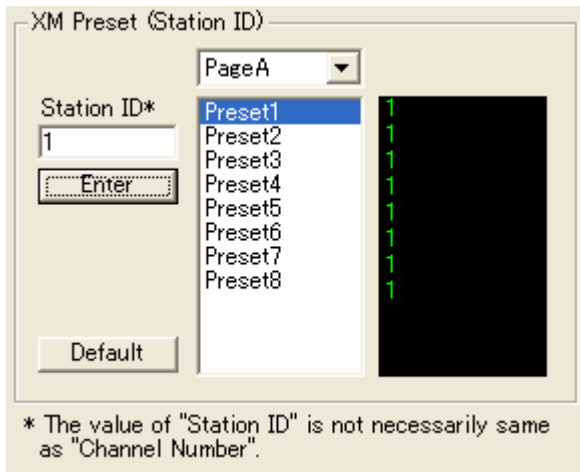 XM Preset (Station ID)
PageA
Station ID*
1
Enter
Default
Preset1
Preset2
Preset3
Preset4
Preset5
Preset6
Preset7
Preset8
1
1
1
1
1
1
1
1
* The value of "Station ID" is not necessarily same
as "Channel Number".